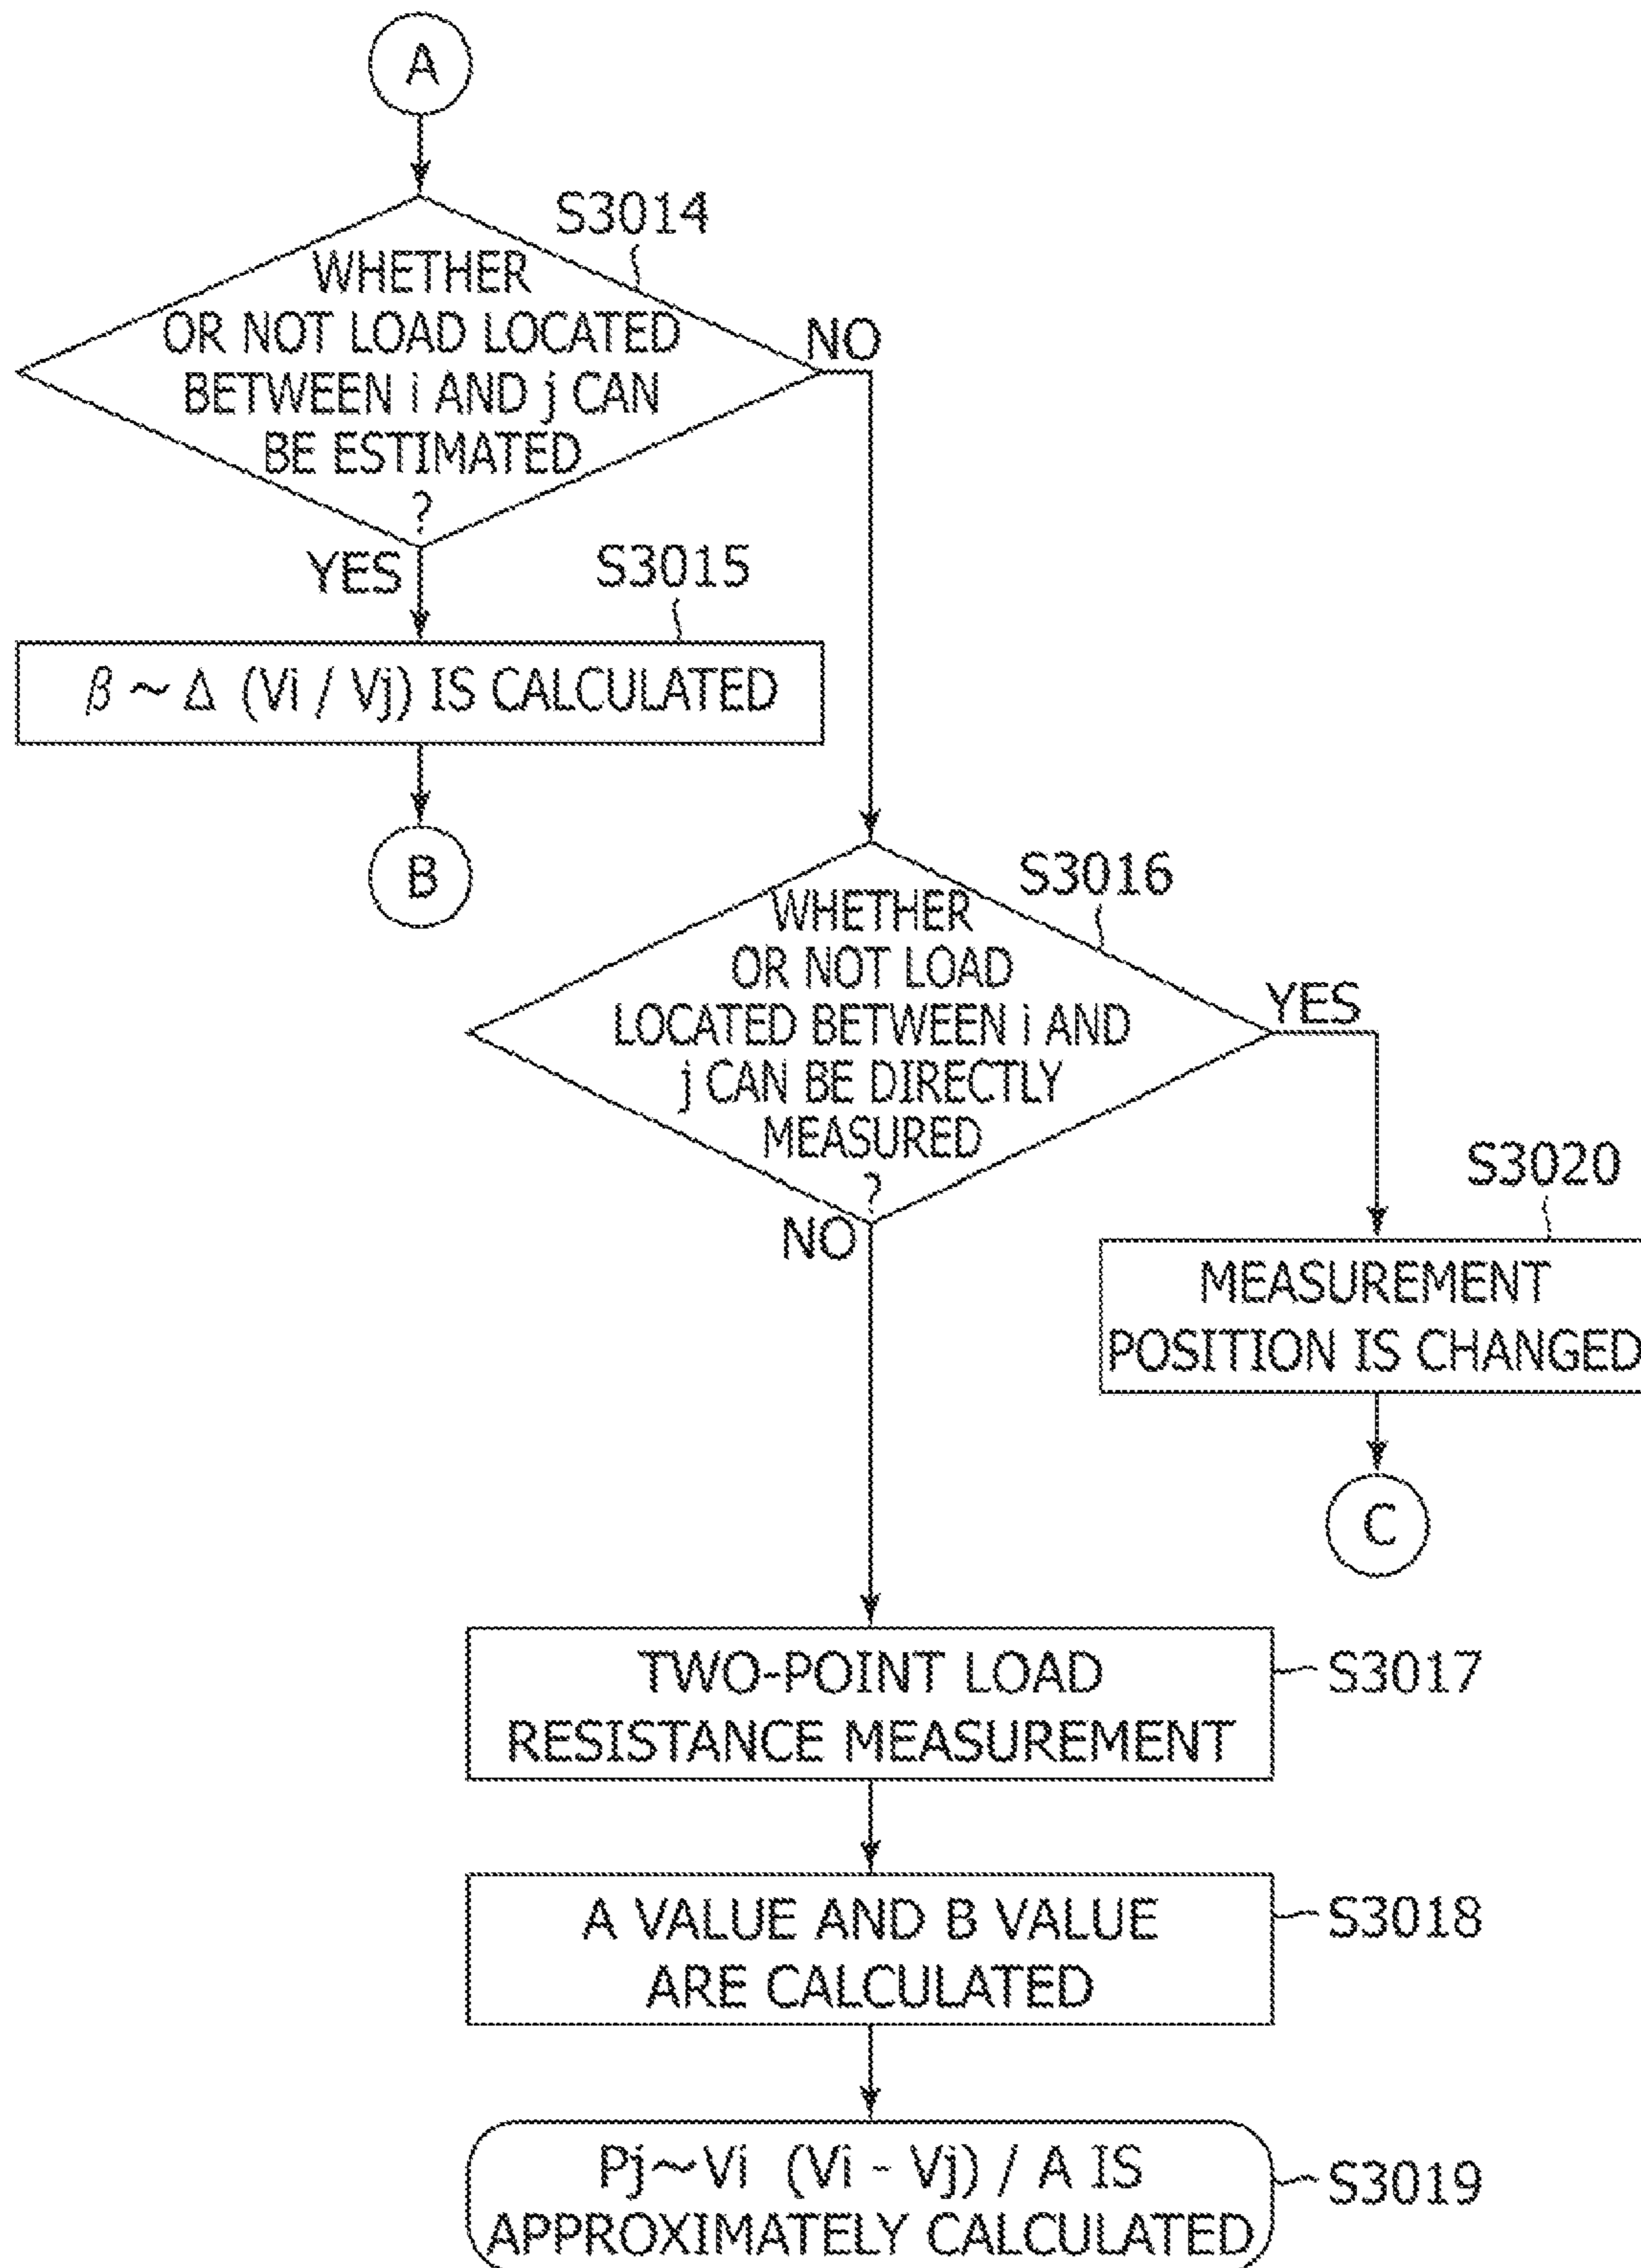 A
S3014
WHETHER
OR NOT LOAD LOCATED
BETWEEN i AND j CAN
BE ESTIMATED
?
NO
YES
S3015
β ~ Δ (Vi / Vj) IS CALCULATED
B
S3016
WHETHER
OR NOT LOAD
LOCATED BETWEEN i AND
j CAN BE DIRECTLY
MEASURED
?
YES
NO
S3020
MEASUREMENT
POSITION IS CHANGED
C
TWO-POINT LOAD
RESISTANCE MEASUREMENT
S3017
A VALUE AND B VALUE
ARE CALCULATED
S3018
Pj~Vi (Vi - Vj) / A IS
APPROXIMATELY CALCULATED
S3019